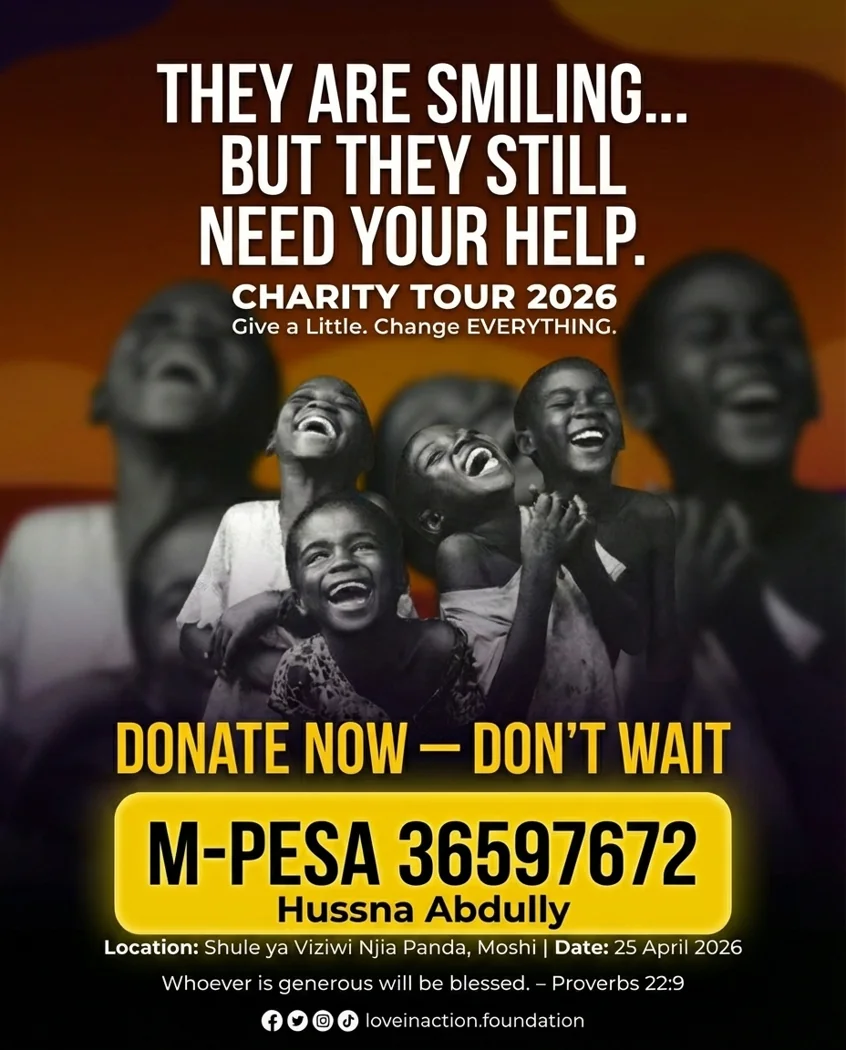 THEY ARE SMILING...
BUT THEY STILL
NEED YOUR HELP.
CHARITY TOUR 2026
Give a Little. Change EVERYTHING.
DONATE NOW – DON'T WAIT
M-PESA 36597672
Hussna Abdully
Location: Shule ya Viziwi Njia Panda, Moshi | Date: 25 April 2026
Whoever is generous will be blessed. – Proverbs 22:9
loveinaction.foundation